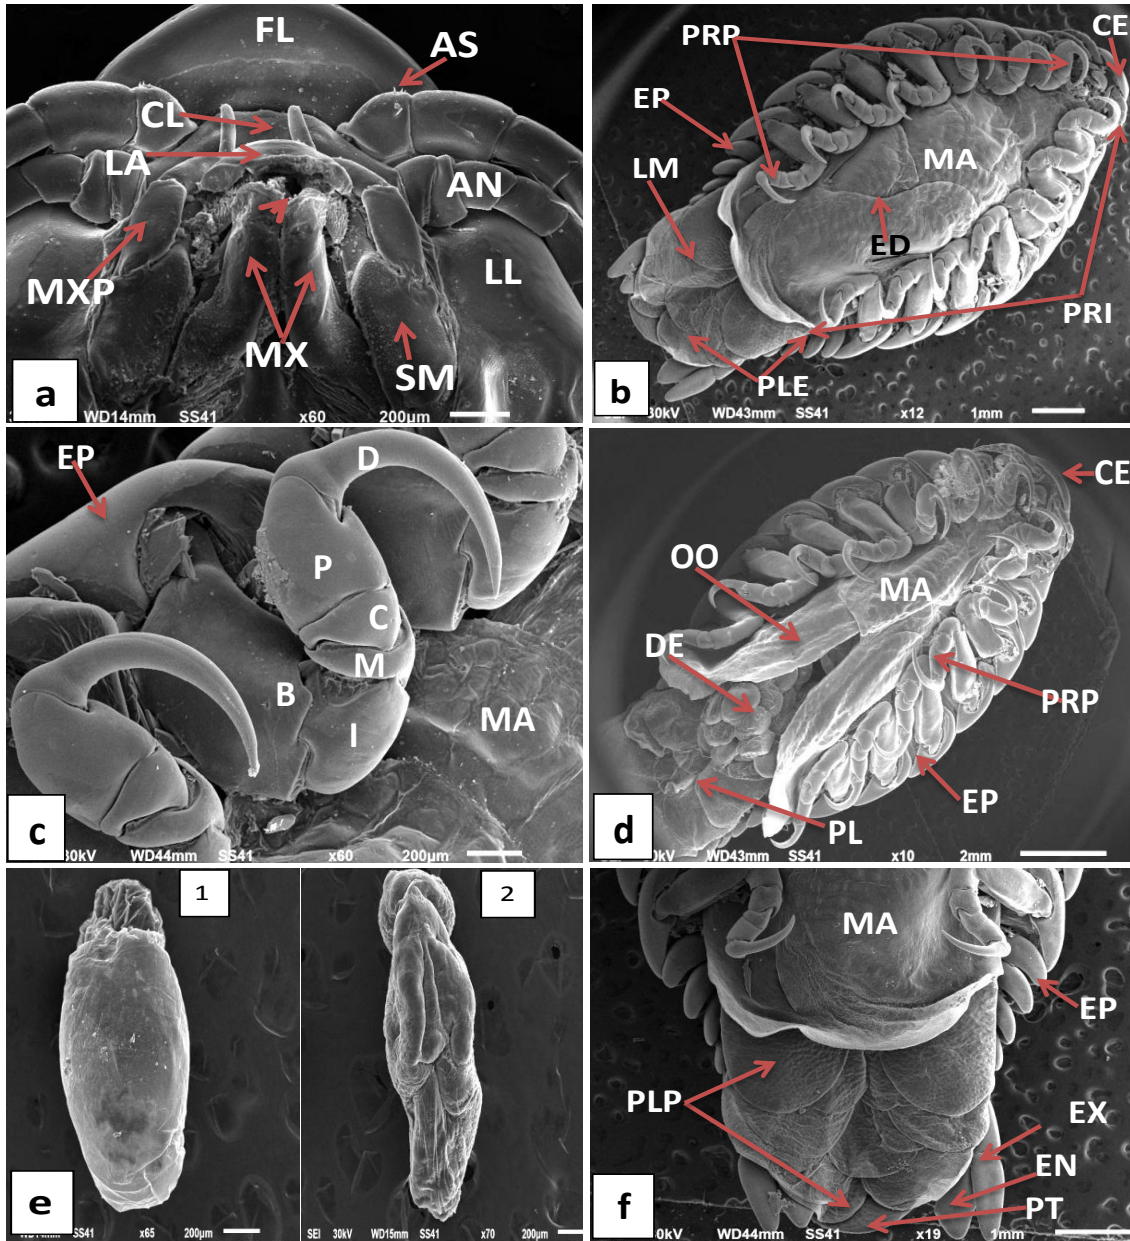 FL
AS
CL
LA
AN
MXP
LL
MX
SM
a
WD14mm SS41 x60 200µm
PRP
CE
EP
LM
MA
ED
PRI
PLE
b
30kV WD43mm SS41 x12 1mm
EP
D
P
C
M
B
I
MA
c
30kV WD44mm SS41 x60 200µm
CE
OO
MA
DE
PRP
EP
PL
d
WD43mm SS41 x10 2mm
1
2
e
SS41 x65 200µm
SEI 30kV WD15mm SS41 x70 200µm
MA
EP
PLP
EX
EN
PT
f
WD44mm SS41 x19 1mm